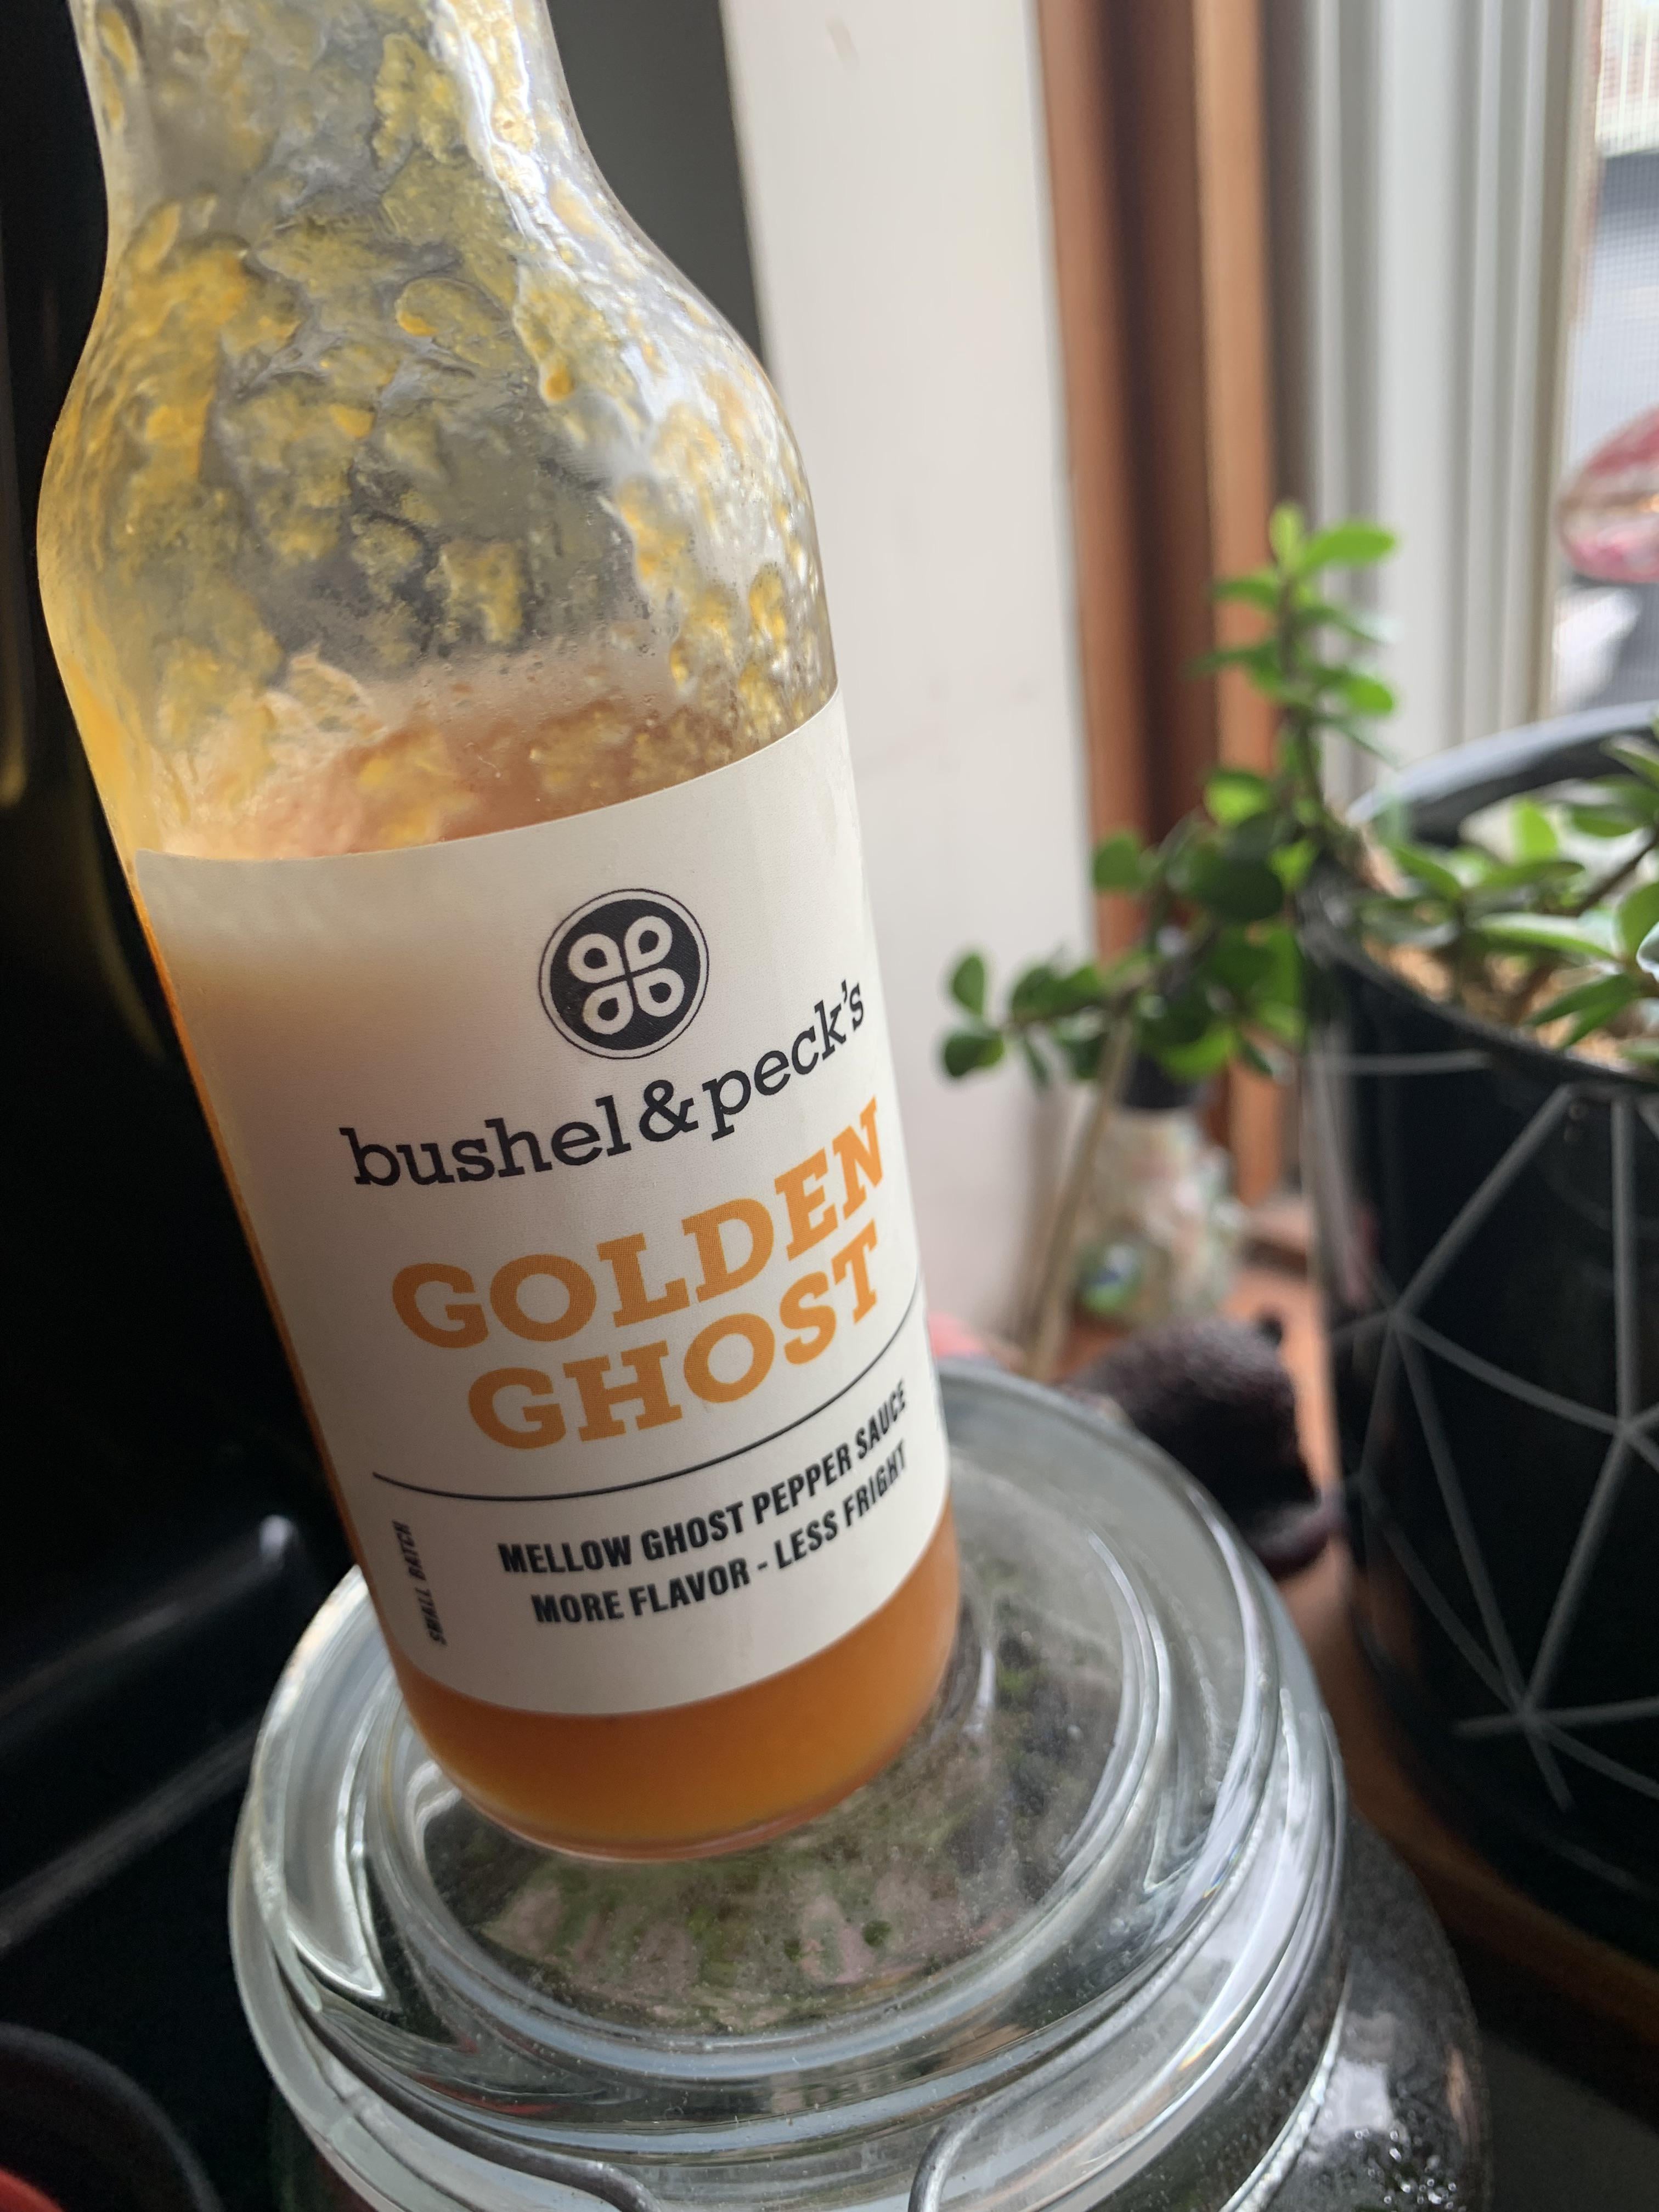 bushel & peck's
GOLDEN
GHOST
MELLOW GHOST PEPPER SAUCE
MORE FLAVOR - LESS FRIGHT
SMALL BATCH